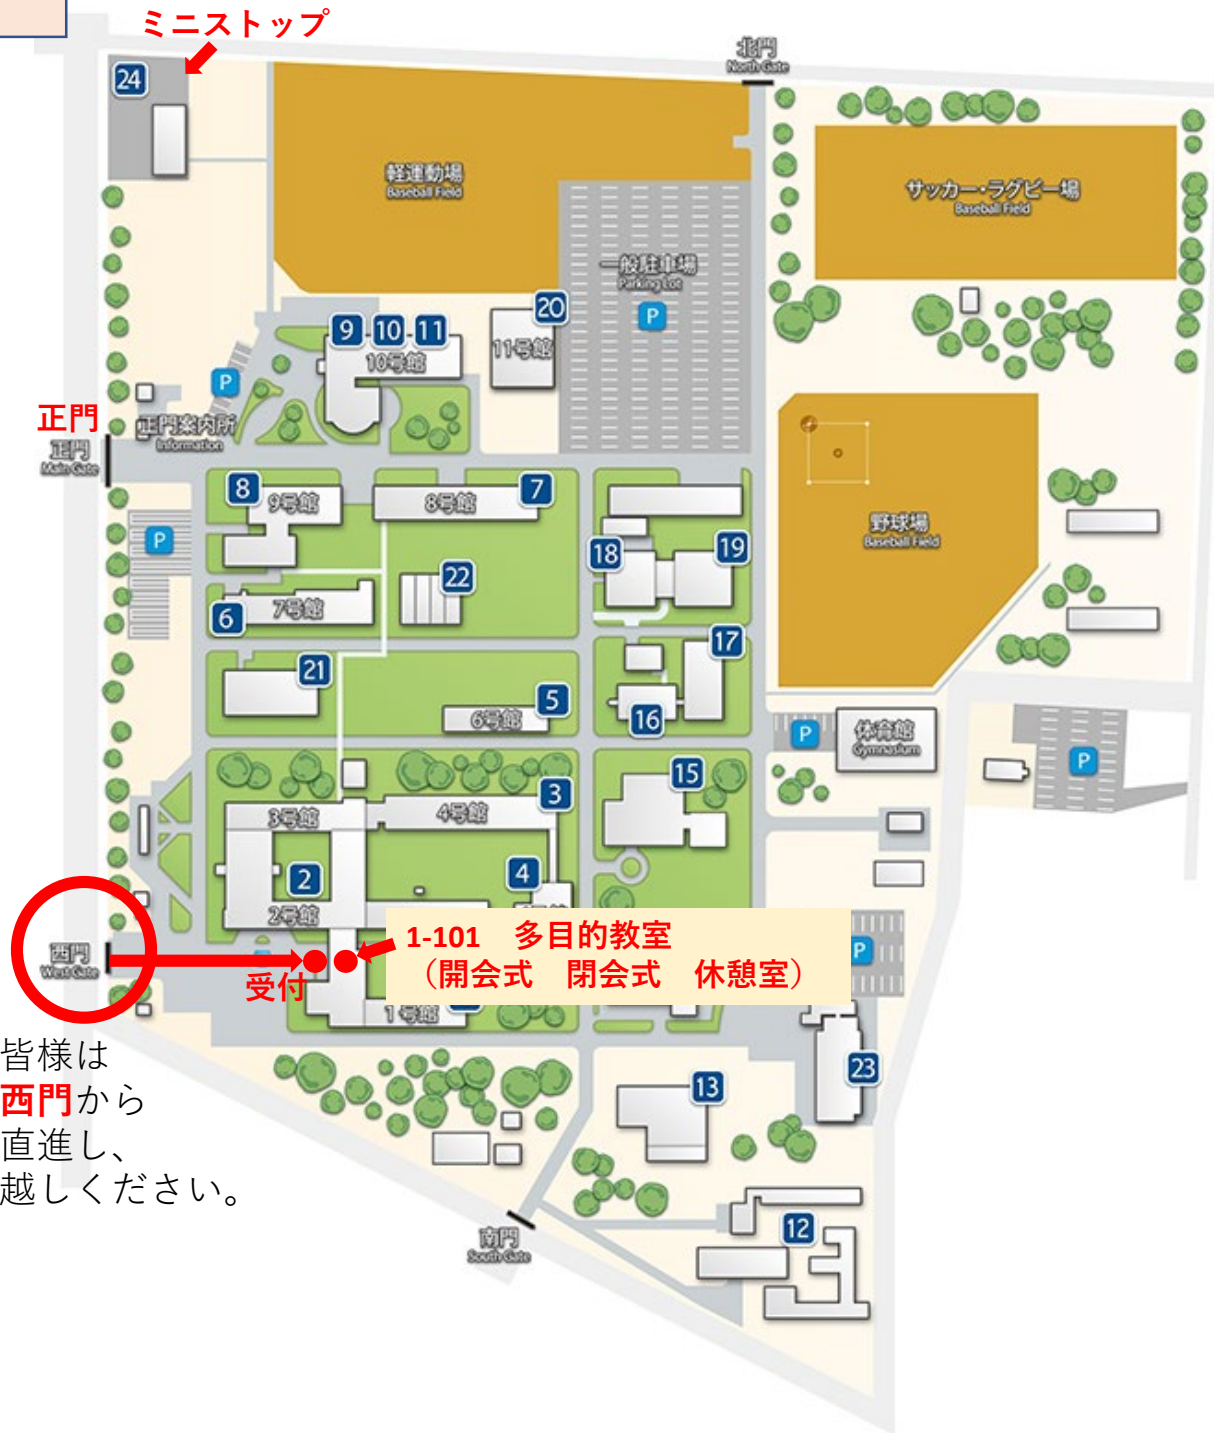 ミニストップ
24
北門
North Gate
軽運動場
Baseball Field
サッカー・ラグビー場
Baseball Field
一般駐車場
Parking Lot
P
9
10
11
10号館
20
11号館
P
正門
正門
Main Gate
正門案内所
Information
8
9号館
8号館
7
P
18
19
野球場
Baseball Field
22
6
7号館
21
17
5
6号館
16
P
体育館
Gymnasium
P
15
3
3号館
4号館
2
4
2号館
西門
West Gate
受付
1-101 多目的教室
(開会式 閉会式 休憩室)
P
1号館
皆様は
西門から
直進し、
越しください。
23
13
12
南門
South Gate